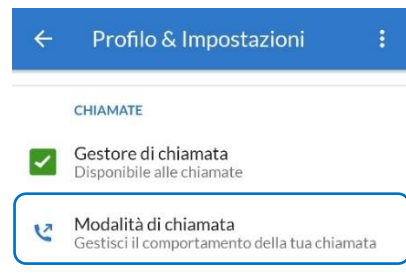 Profilo & Impostazioni
CHIAMATE
Gestore di chiamata
Disponibile alle chiamate
Modalità di chiamata
Gestisci il comportamento della tua chiamata